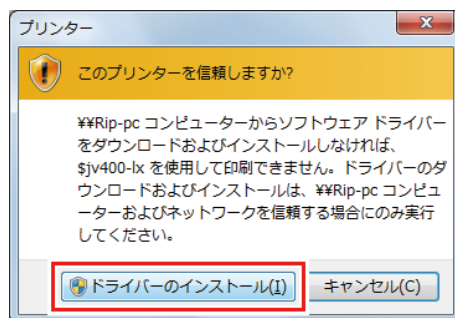 プリンター
このプリンターを信頼しますか?
¥¥Rip-pc コンピューターからソフトウェア ドライバー
をダウンロードおよびインストールしなければ、
$jv400-lx を使用して印刷できません。ドライバーのダ
ウンロードおよびインストールは、¥¥Rip-pc コンピュ
ーターおよびネットワークを信頼する場合にのみ実行
してください。
ドライバーのインストール(I) キャンセル(C)